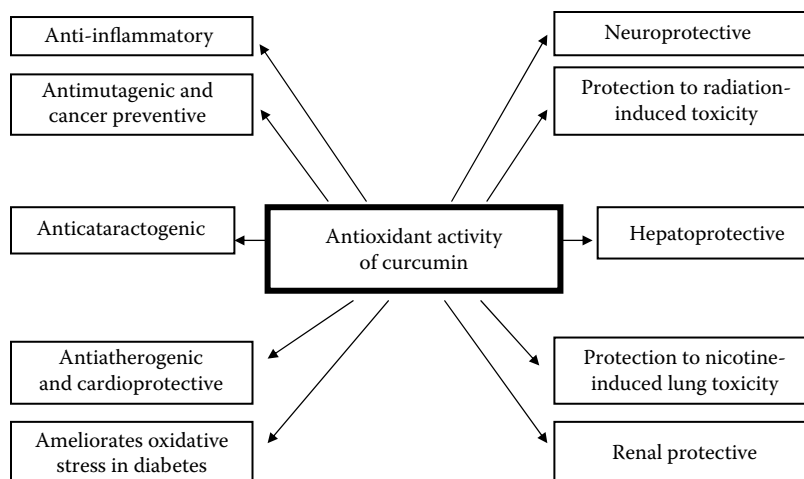 Anti-inflammatory
Antimutagenic and
cancer preventive
Anticataractogenic
Antiatherogenic
and cardioprotective
Ameliorates oxidative
stress in diabetes
Antioxidant activity
of curcumin
Neuroprotective
Protection to radiation-
induced toxicity
Hepatoprotective
Protection to nicotine-
induced lung toxicity
Renal protective